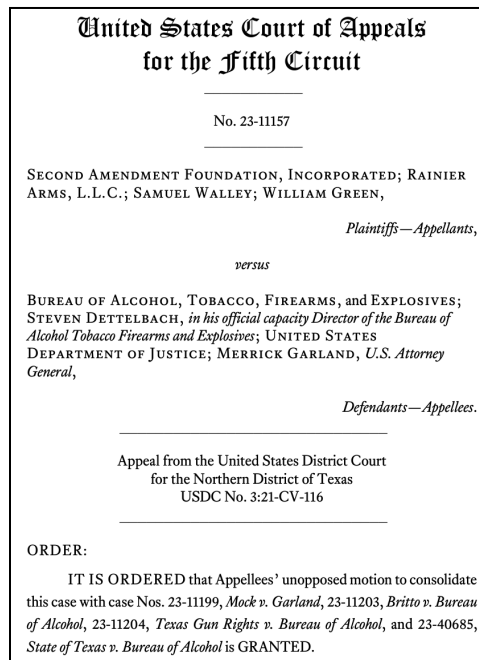 United States Court of Appeals
for the Fifth Circuit
No. 23-11157
Second Amendment Foundation, Incorporated; Rainier
Arms, L.L.C.; Samuel Walley; William Green,
Plaintiffs—Appellants,
versus
Bureau of Alcohol, Tobacco, Firearms, and Explosives;
Steven Dettelbach, in his official capacity Director of the Bureau of
Alcohol Tobacco Firearms and Explosives; United States
Department of Justice; Merrick Garland, U.S. Attorney
General,
Defendants—Appellees.
Appeal from the United States District Court
for the Northern District of Texas
USDC No. 3:21-CV-116
ORDER:
IT IS ORDERED that Appellees’ unopposed motion to consolidate
this case with case Nos. 23-11199, Mock v. Garland, 23-11203, Britto v. Bureau
of Alcohol, 23-11204, Texas Gun Rights v. Bureau of Alcohol, and 23-40685,
State of Texas v. Bureau of Alcohol is GRANTED.